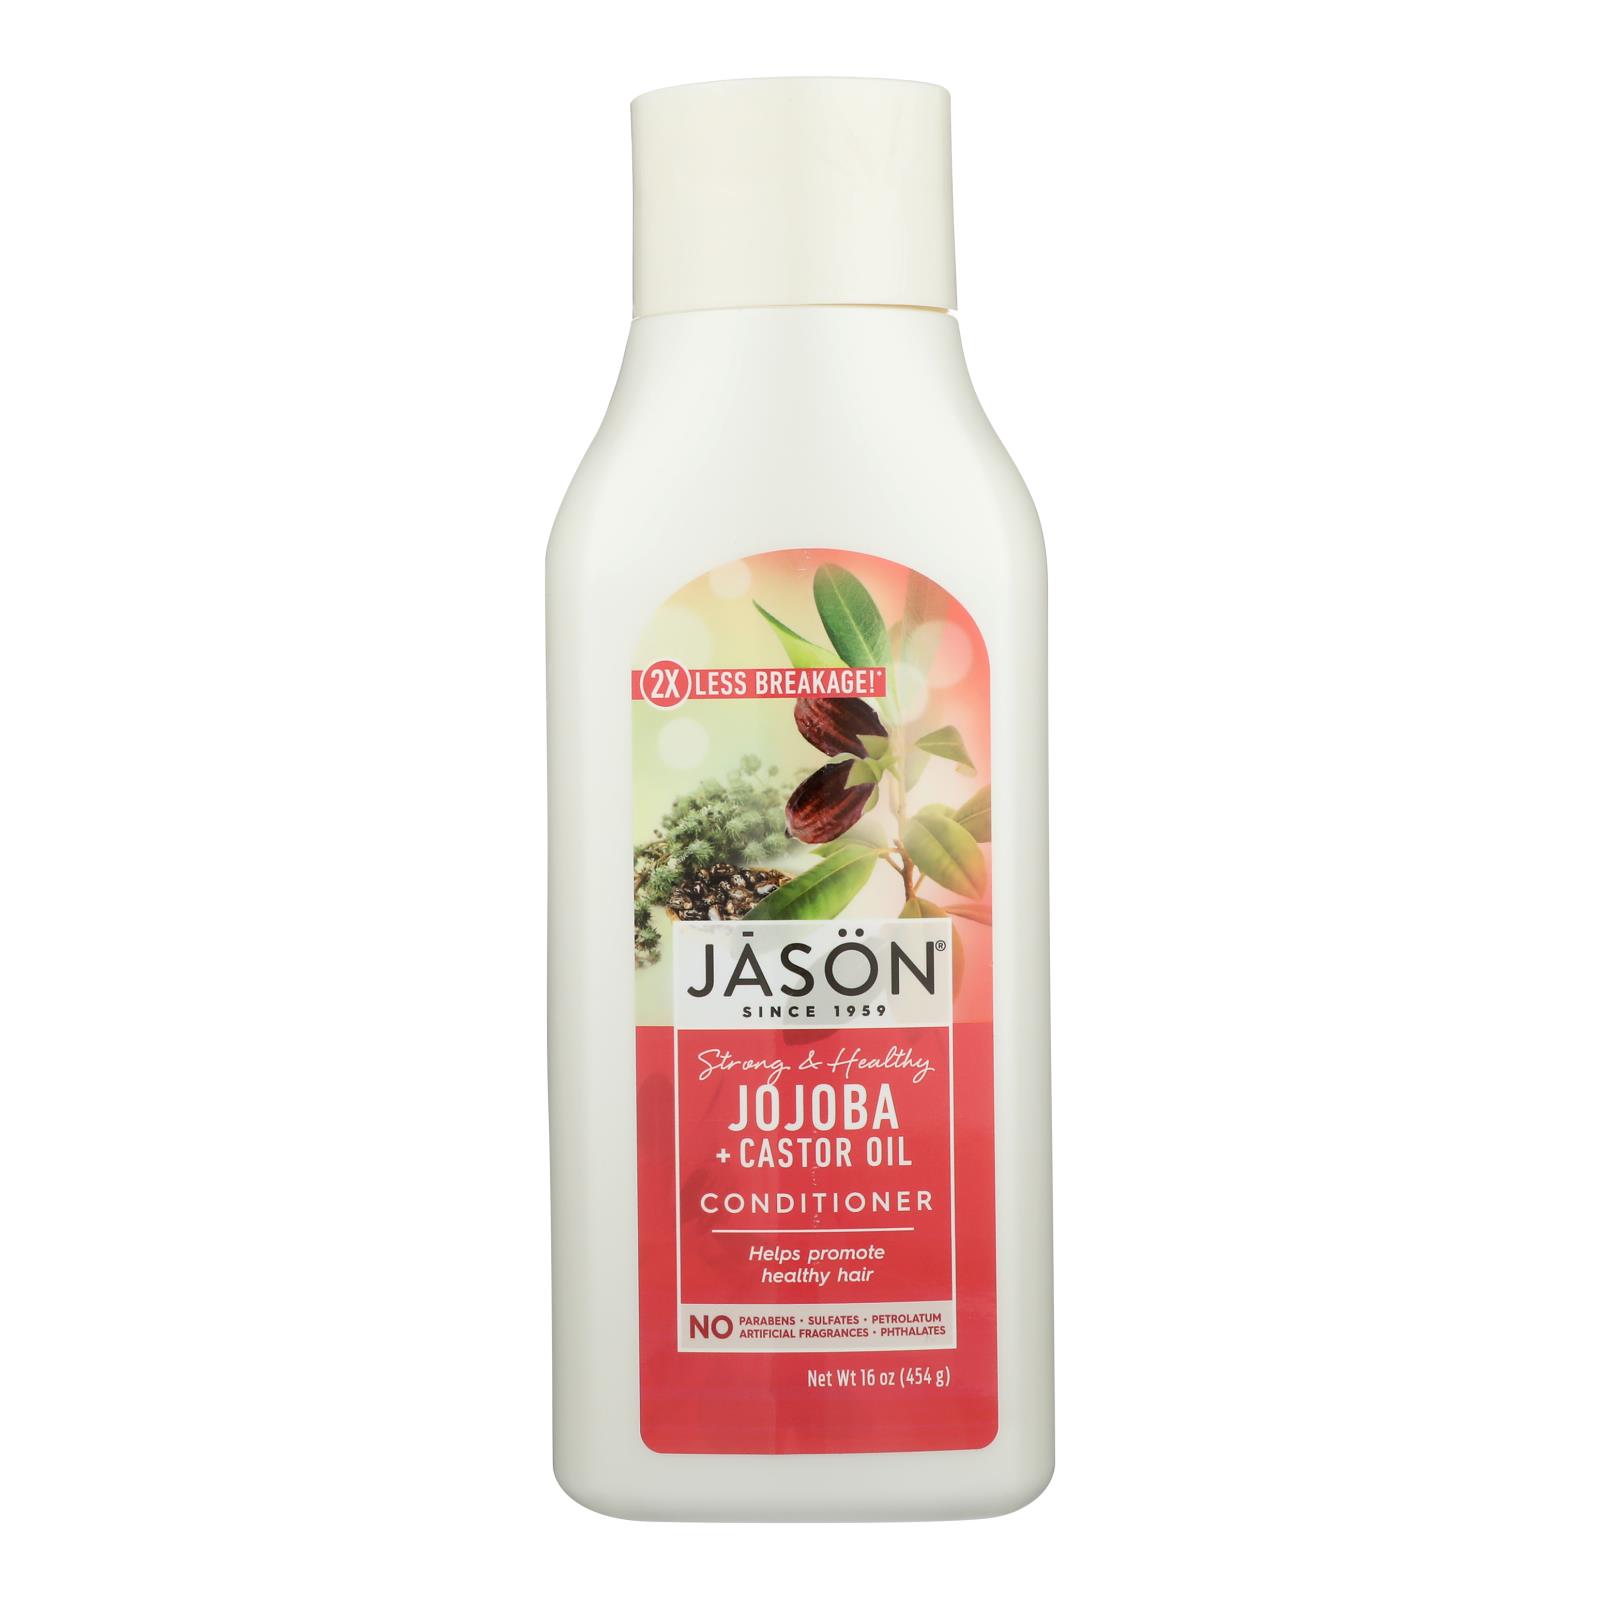 2X LESS BREAKAGE!*
JĀSÖN®
SINCE 1959
Strong & Healthy
JOJOBA
+ CASTOR OIL
CONDITIONER
Helps promote
healthy hair
NO PARABENS • SULFATES • PETROLATUM
ARTIFICIAL FRAGRANCES • PHTHALATES
Net Wt 16 oz (454 g)